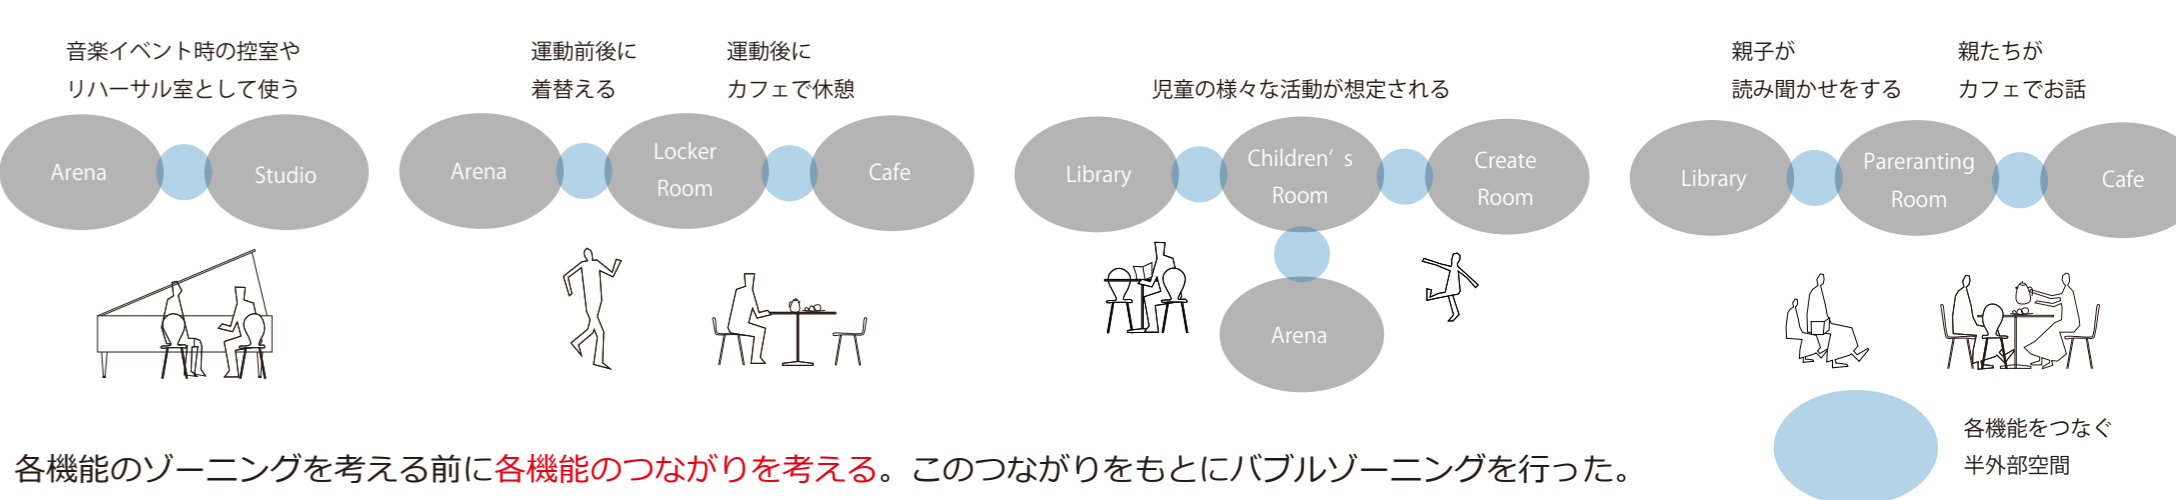 音楽イベント時の控室や
リハーサル室として使う
Arena
Studio
運動前後に
着替える
運動後に
カフェで休憩
Arena
Locker
Room
Cafe
児童の様々な活動が想定される
Library
Children’s
Room
Create
Room
Arena
親子が
読み聞かせをする
親たちが
カフェでお話
Library
Pareranting
Room
Cafe
各機能をつなぐ
半外部空間
各機能のゾーニングを考える前に各機能のつながりを考える。このつながりをもとにバブルゾーニングを行った。